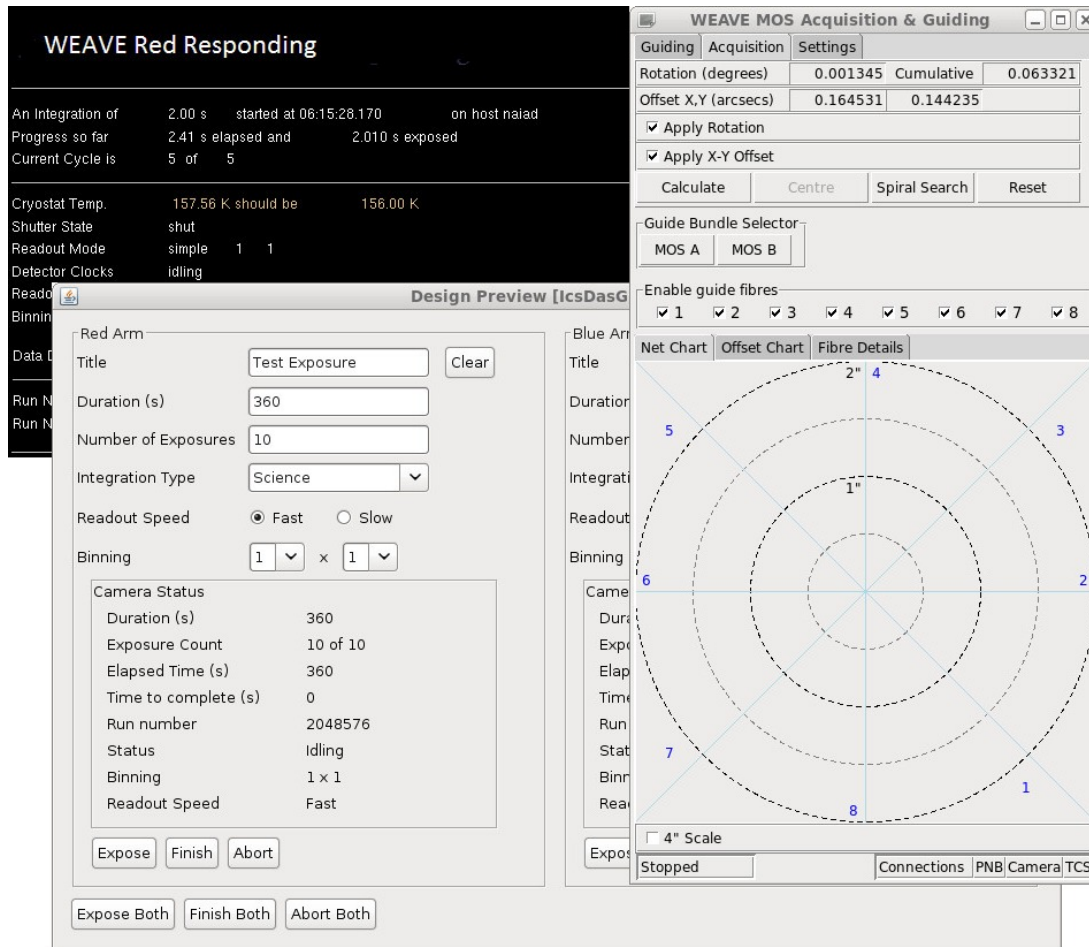 WEAVE Red Responding
An Integration of 2.00 s started at 06:15:28.170 on host naiad
Progress so far 2.41 s elapsed and 2.010 s exposed
Current Cycle is 5 of 5
Cryostat Temp. 157.56 K should be 156.00 K
Shutter State shut
Readout Mode simple 1 1
Detector Clocks idling
Reado
Binnin
Data D
Run N
Run N
Design Preview [IcsDasG
Red Arm
Title Test Exposure Clear
Duration (s) 360
Number of Exposures 10
Integration Type Science
Readout Speed Fast Slow
Binning 1 x 1
Camera Status
Duration (s) 360
Exposure Count 10 of 10
Elapsed Time (s) 360
Time to complete (s) 0
Run number 2048576
Status Idling
Binning 1 x 1
Readout Speed Fast
Expose Finish Abort
Expose Both Finish Both Abort Both
Blue Arr
Title
Duration
Number
Integrati
Readout
Binning
Came
Dura
Expo
Elap
Time
Run
Stat
Binn
Read
Expos
WEAVE MOS Acquisition & Guiding
Guiding Acquisition Settings
Rotation (degrees) 0.001345 Cumulative 0.063321
Offset X,Y (arcsecs) 0.164531 0.144235
Apply Rotation
Apply X-Y Offset
Calculate Centre Spiral Search Reset
Guide Bundle Selector
MOS A MOS B
Enable guide fibres
1 2 3 4 5 6 7 8
Net Chart Offset Chart Fibre Details
2" 4
5 3
1"
6 2
7
1
8
4" Scale
Stopped Connections PNB Camera TCS